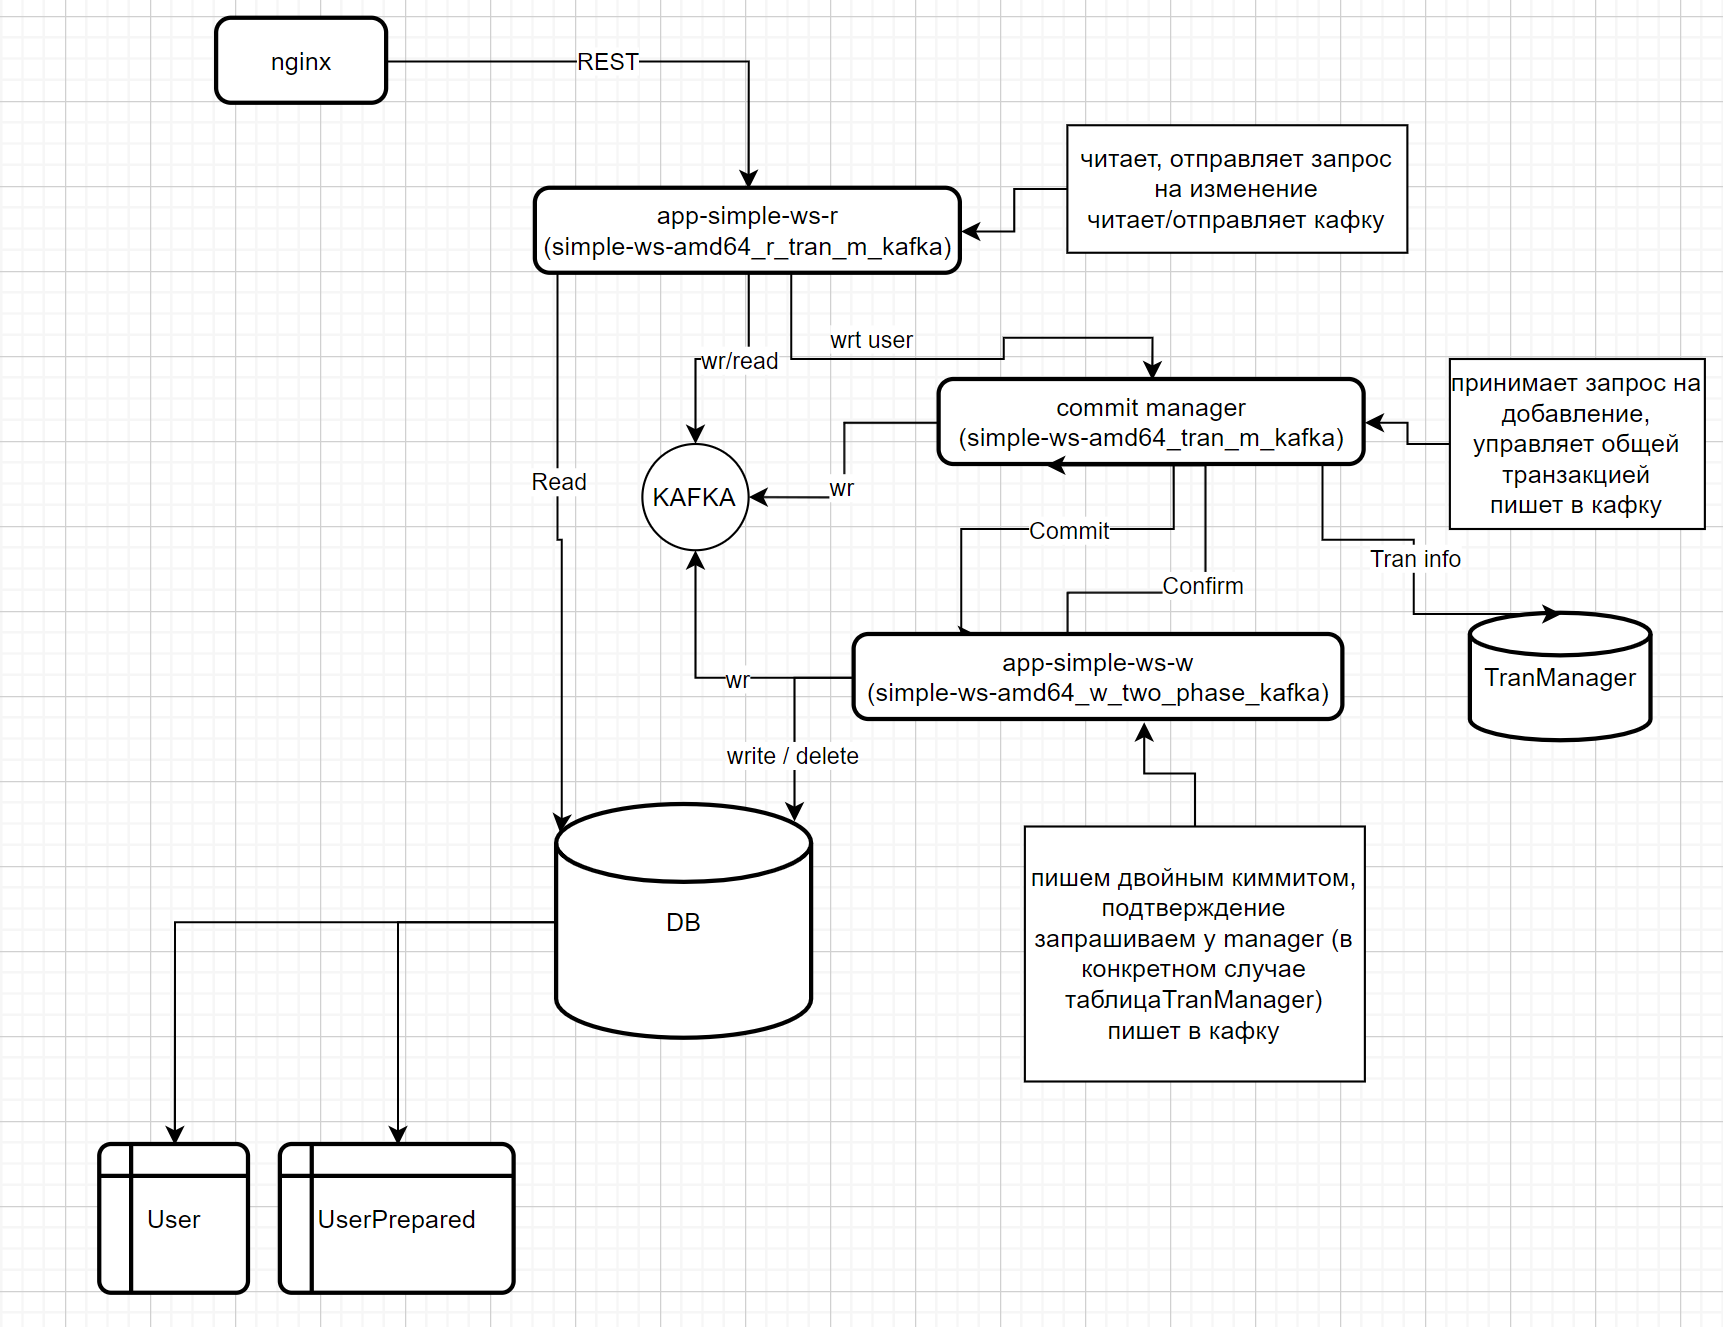 nginx
REST
читает, отправляет запрос
на изменение
читает/отправляет кафку
app-simple-ws-r
(simple-ws-amd64_r_tran_m_kafka)
wrt user
wr/read
принимает запрос на
добавление,
управляет общей
транзакцией
пишет в кафку
commit manager
(simple-ws-amd64_tran_m_kafka)
Read
KAFKA
wr
Commit
Tran info
Confirm
app-simple-ws-w
(simple-ws-amd64_w_two_phase_kafka)
TranManager
wr
write / delete
пишем двойным киммитом,
подтверждение
запрашиваем у manager (в
конкретном случае
таблицаTranManager)
пишет в кафку
DB
User
UserPrepared